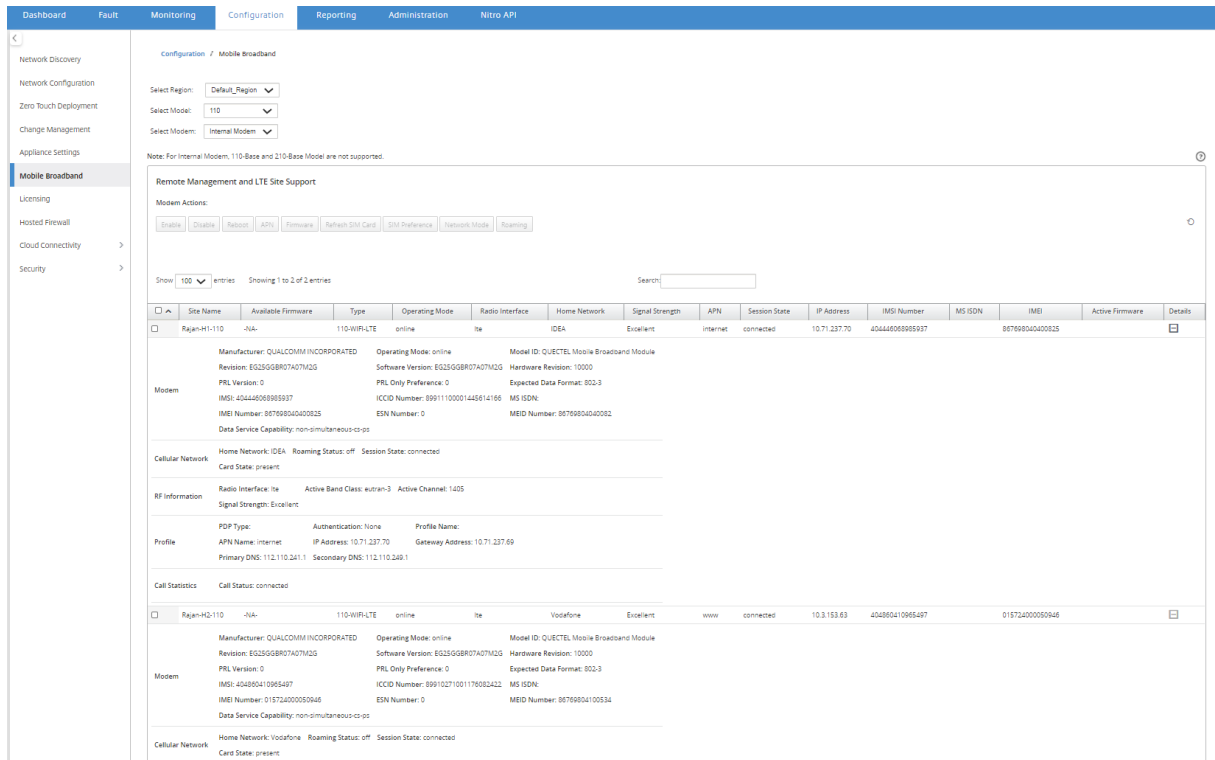 Dashboard Fault Monitoring Configuration Reporting Administration Nitro API
Network Discovery
Network Configuration
Zero Touch Deployment
Change Management
Appliance Settings
Mobile Broadband
Licensing
Hosted Firewall
Cloud Connectivity
Security
Configuration / Mobile Broadband
Select Region: Default_Region
Select Model: 110
Select Modem: Internal Modem
Note: For Internal Modem, 110-Base and 210-Base Model are not supported.
Remote Management and LTE Site Support
Modem Actions:
Enable Disable Reboot APN Firmware Refresh SIM Card SIM Preference Network Mode Roaming
Show 100 entries Showing 1 to 2 of 2 entries Search:
Site Name Available Firmware Type Operating Mode Radio Interface Home Network Signal Strength APN Session State IP Address IMSI Number MS ISDN IMEI Active Firmware Details
Rajan-H1-110 -NA- 110-WIFI-LTE online lte IDEA Excellent internet connected 10.71.237.70 404446068985937 867698040400825
Modem
Manufacturer: QUALCOMM INCORPORATED Operating Mode: online Model ID: QUECTEL Mobile Broadband Module
Revision: EG25GGBR07A07M2G Software Version: EG25GGBR07A07M2G Hardware Revision: 10000
PRL Version: 0 PRL Only Preference: 0 Expected Data Format: 802-3
IMSI: 404446068985937 ICCID Number: 89911100001445614166 MS ISDN:
IMEI Number: 867698040400825 ESN Number: 0 MEID Number: 86769804040082
Data Service Capability: non-simultaneous-cs-ps
Cellular Network
Home Network: IDEA Roaming Status: off Session State: connected
Card State: present
RF Information
Radio Interface: lte Active Band Class: eutran-3 Active Channel: 1405
Signal Strength: Excellent
Profile
PDP Type: Authentication: None Profile Name:
APN Name: internet IP Address: 10.71.237.70 Gateway Address: 10.71.237.69
Primary DNS: 112.110.241.1 Secondary DNS: 112.110.249.1
Call Statistics Call Status: connected
Rajan-H2-110 -NA- 110-WIFI-LTE online lte Vodafone Excellent www connected 10.3.153.63 404860410965497 015724000050946
Modem
Manufacturer: QUALCOMM INCORPORATED Operating Mode: online Model ID: QUECTEL Mobile Broadband Module
Revision: EG25GGBR07A07M2G Software Version: EG25GGBR07A07M2G Hardware Revision: 10000
PRL Version: 0 PRL Only Preference: 0 Expected Data Format: 802-3
IMSI: 404860410965497 ICCID Number: 89910271001176082422 MS ISDN:
IMEI Number: 015724000050946 ESN Number: 0 MEID Number: 86769804100534
Data Service Capability: non-simultaneous-cs-ps
Cellular Network
Home Network: Vodafone Roaming Status: off Session State: connected
Card State: present